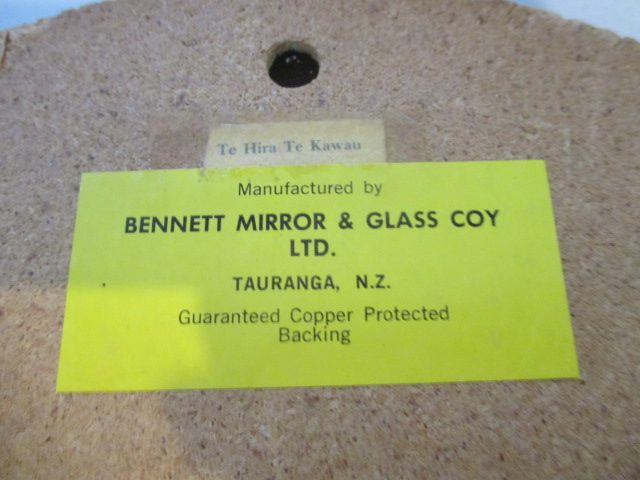 Te Hira Te Kawau
Manufactured by
BENNETT MIRROR & GLASS COY
LTD.
TAURANGA, N.Z.
Guaranteed Copper Protected
Backing